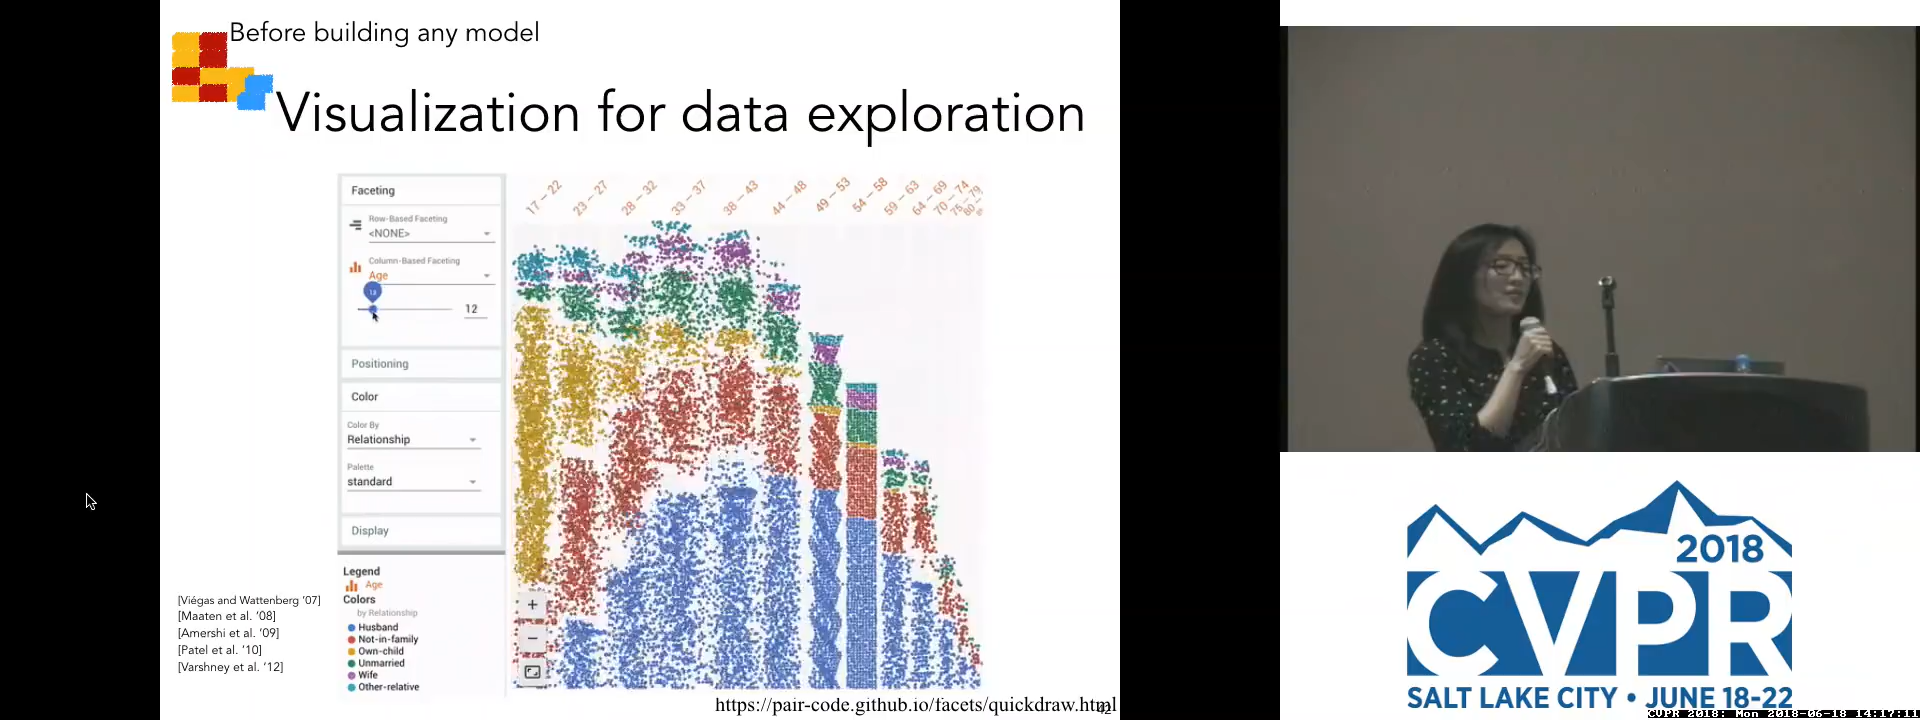 Before building any model
Visualization for data exploration
Faceting
Row-Based Faceting
<NONE>
Column-Based Faceting
Age
12
12
Positioning
Color
Color By
Relationship
Palette
standard
Display
Legend
Age
Colors
by Relationship
Husband
Not-in-family
Own-child
Unmarried
Wife
Other-relative
17 – 22
23 – 27
28 – 32
33 – 37
38 – 43
44 – 48
49 – 53
54 – 58
59 – 63
64 – 69
70 – 74
75 – 79
[Viégas and Wattenberg ‘07]
[Maaten et al. ‘08]
[Amershi et al. ‘09]
[Patel et al. ‘10]
[Varshney et al. ‘12]
https://pair-code.github.io/facets/quickdraw.html
2018
CVPR
SALT LAKE CITY • JUNE 18-22
CVPR 2018: Mon 2018-06-18 14:17:11